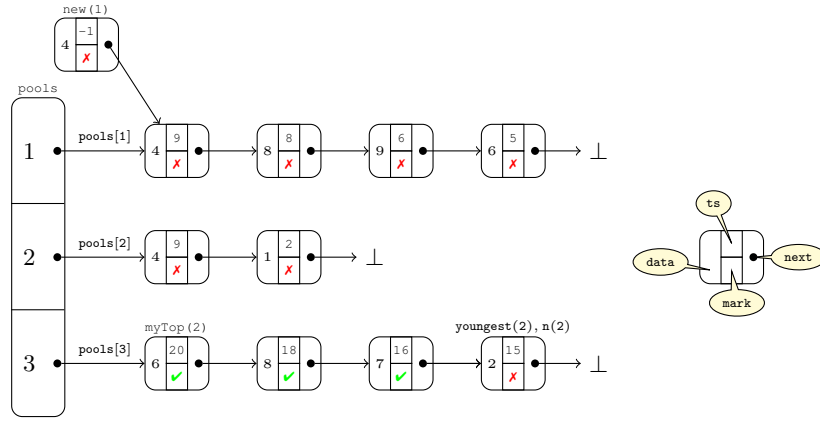 new(1)
4 -1 ✗
pools
1 pools[1] 4 9 ✗ 8 8 ✗ 9 6 ✗ 6 5 ✗ ⊥
ts
2 pools[2] 4 9 ✗ 1 2 ✗ ⊥
data next
mark
myTop(2) youngest(2), n(2)
3 pools[3] 6 20 ✔ 8 18 ✔ 7 16 ✔ 2 15 ✗ ⊥